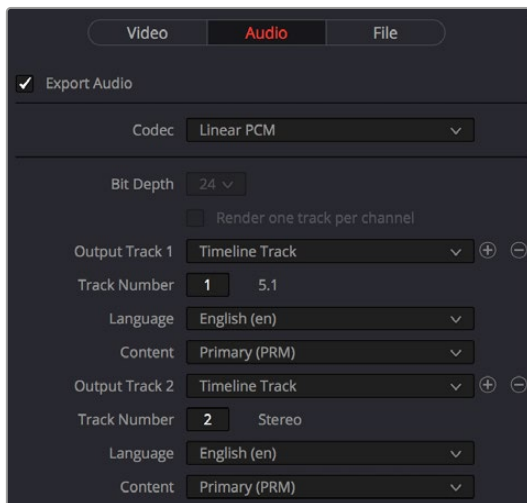 Video Audio File
Export Audio
Codec Linear PCM
Bit Depth 24
Render one track per channel
Output Track 1 Timeline Track
Track Number 1 5.1
Language English (en)
Content Primary (PRM)
Output Track 2 Timeline Track
Track Number 2 Stereo
Language English (en)
Content Primary (PRM)